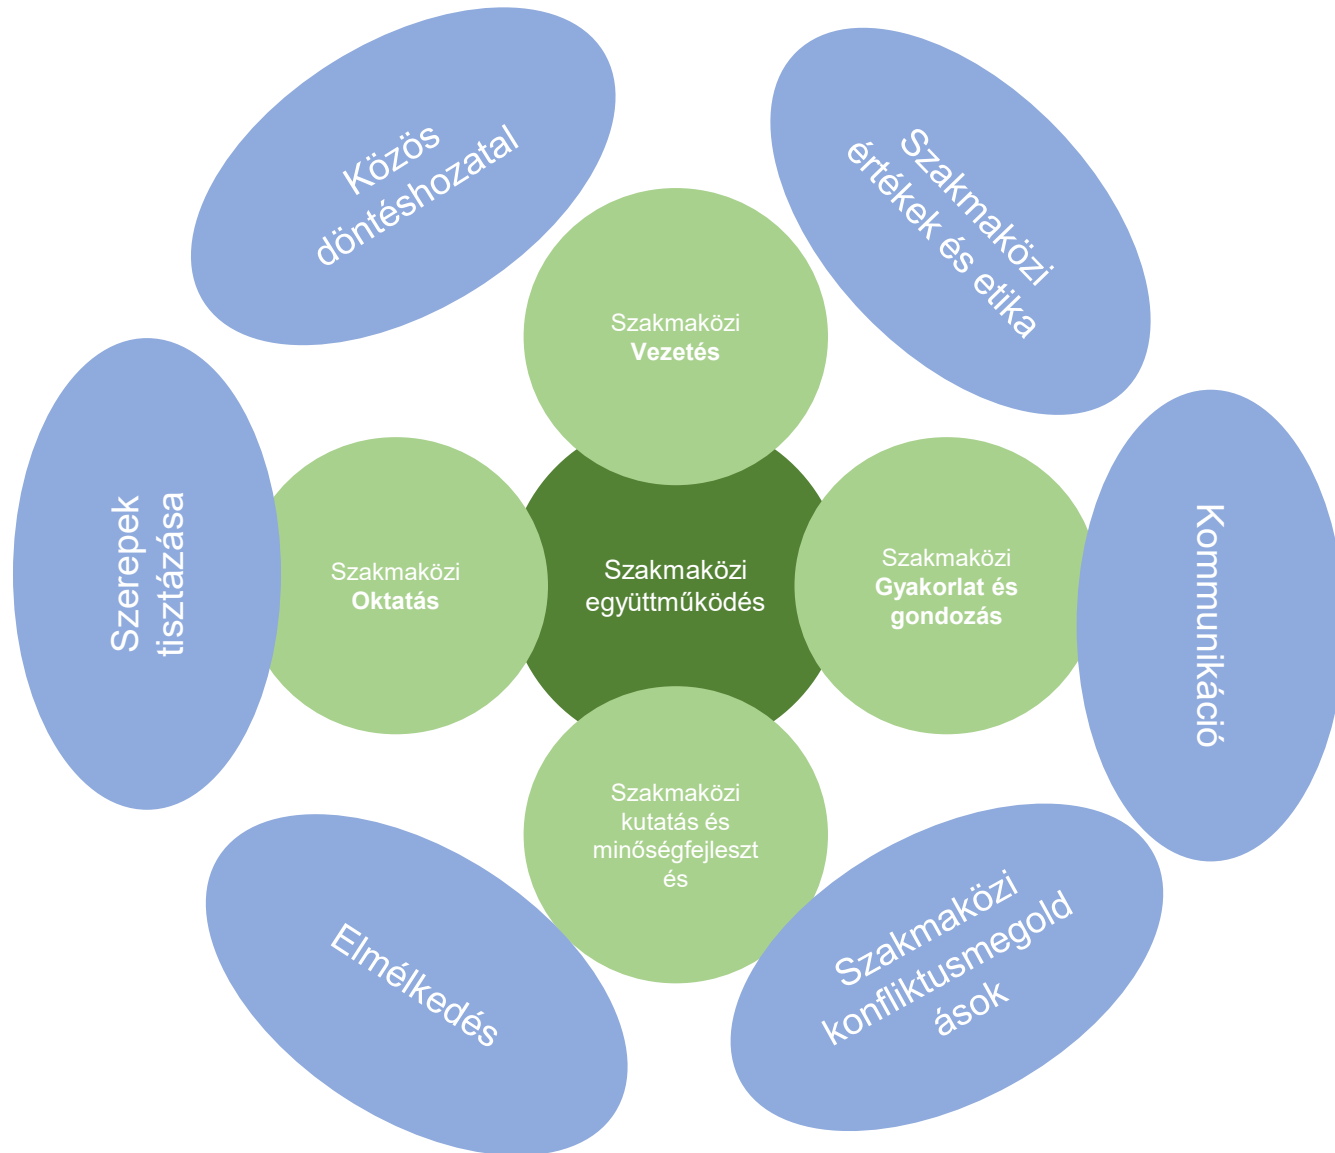 Közös
döntéshozatal
Szakmaközi
értékek és etika
Szakmaközi
Vezetés
Szerepek
tisztázása
Szakmaközi
Oktatás
Szakmaközi
együttműködés
Szakmaközi
Gyakorlat és
gondozás
Kommunikáció
Szakmaközi
kutatás és
minőségfejleszt
és
Elmélkedés
Szakmaközi
konfliktusmegold
ások